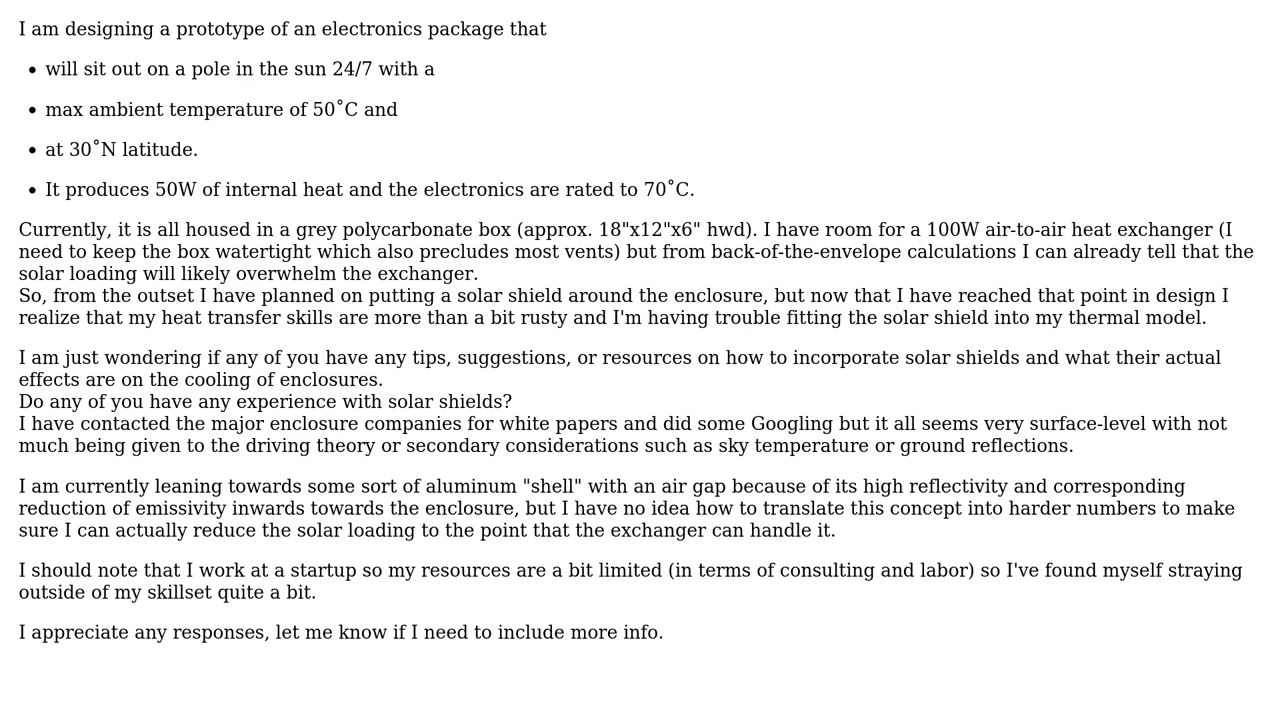 I am designing a prototype of an electronics package that
• will sit out on a pole in the sun 24/7 with a
• max ambient temperature of 50˚C and
• at 30˚N latitude.
• It produces 50W of internal heat and the electronics are rated to 70˚C.
Currently, it is all housed in a grey polycarbonate box (approx. 18"x12"x6" hwd). I have room for a 100W air-to-air heat exchanger (I
need to keep the box watertight which also precludes most vents) but from back-of-the-envelope calculations I can already tell that the
solar loading will likely overwhelm the exchanger.
So, from the outset I have planned on putting a solar shield around the enclosure, but now that I have reached that point in design I
realize that my heat transfer skills are more than a bit rusty and I'm having trouble fitting the solar shield into my thermal model.
I am just wondering if any of you have any tips, suggestions, or resources on how to incorporate solar shields and what their actual
effects are on the cooling of enclosures.
Do any of you have any experience with solar shields?
I have contacted the major enclosure companies for white papers and did some Googling but it all seems very surface-level with not
much being given to the driving theory or secondary considerations such as sky temperature or ground reflections.
I am currently leaning towards some sort of aluminum "shell" with an air gap because of its high reflectivity and corresponding
reduction of emissivity inwards towards the enclosure, but I have no idea how to translate this concept into harder numbers to make
sure I can actually reduce the solar loading to the point that the exchanger can handle it.
I should note that I work at a startup so my resources are a bit limited (in terms of consulting and labor) so I've found myself straying
outside of my skillset quite a bit.
I appreciate any responses, let me know if I need to include more info.